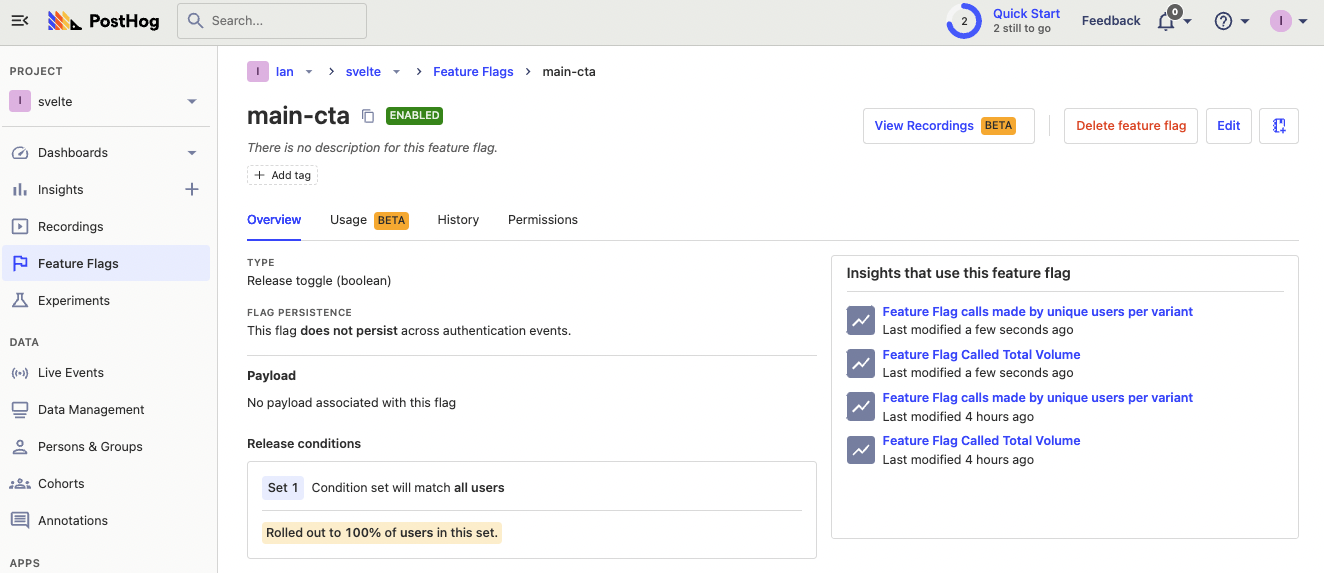 PostHog
Search...
2
Quick Start
2 still to go
Feedback
0
I
PROJECT
I
svelte
Dashboards
Insights
Recordings
Feature Flags
Experiments
DATA
Live Events
Data Management
Persons & Groups
Cohorts
Annotations
APPS
I Ian svelte Feature Flags main-cta
main-cta ENABLED
There is no description for this feature flag.
Add tag
View Recordings BETA
Delete feature flag
Edit
Overview Usage BETA History Permissions
TYPE
Release toggle (boolean)
FLAG PERSISTENCE
This flag does not persist across authentication events.
Payload
No payload associated with this flag
Release conditions
Set 1 Condition set will match all users
Rolled out to 100% of users in this set.
Insights that use this feature flag
Feature Flag calls made by unique users per variant
Last modified a few seconds ago
Feature Flag Called Total Volume
Last modified a few seconds ago
Feature Flag calls made by unique users per variant
Last modified 4 hours ago
Feature Flag Called Total Volume
Last modified 4 hours ago